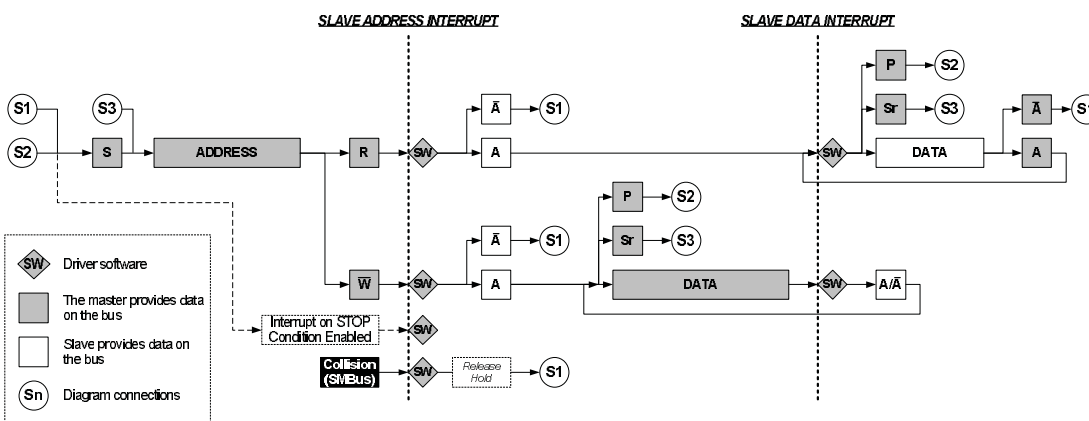 SLAVE ADDRESS INTERRUPT
SLAVE DATA INTERRUPT
P
S2
S1
S3
Ā
S1
Sr
S3
Ā
S
S2
S
ADDRESS
R
SW
A
SW
DATA
A
P
S2
Ā
S1
Sr
S3
W̅
SW
A
DATA
SW
A/Ā
SW
Driver software
The master provides data
on the bus
Slave provides data on
the bus
Sn
Diagram connections
Interrupt on STOP
Condition Enabled
SW
Collision
(SMBus)
SW
Release
Hold
S1